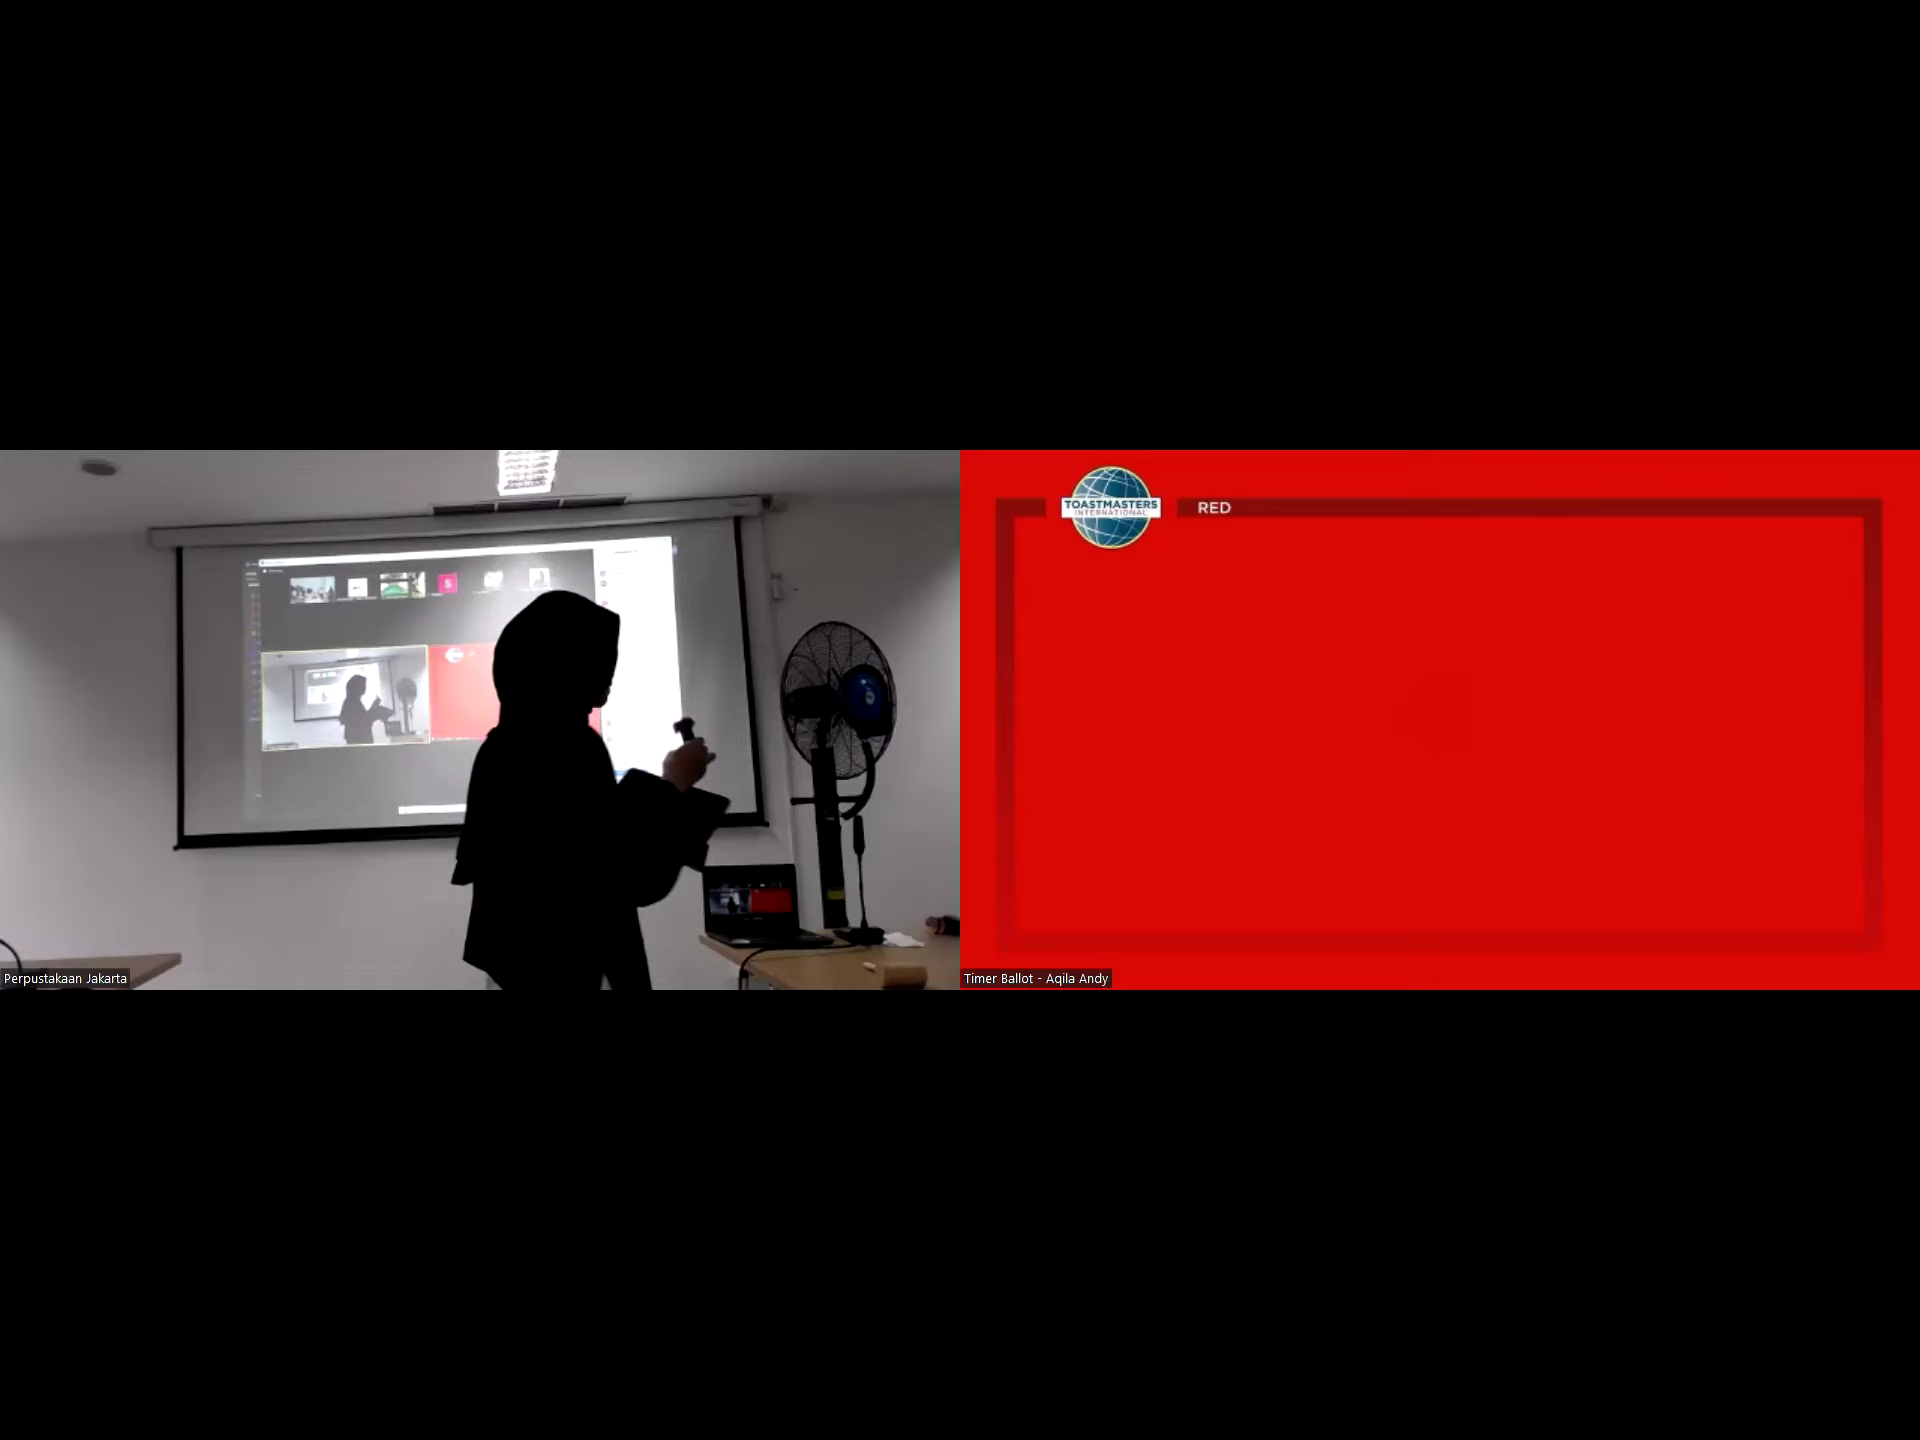 TOASTMASTERS
INTERNATIONAL
RED
Perpustakaan Jakarta
Timer Ballot - Aqila Andy